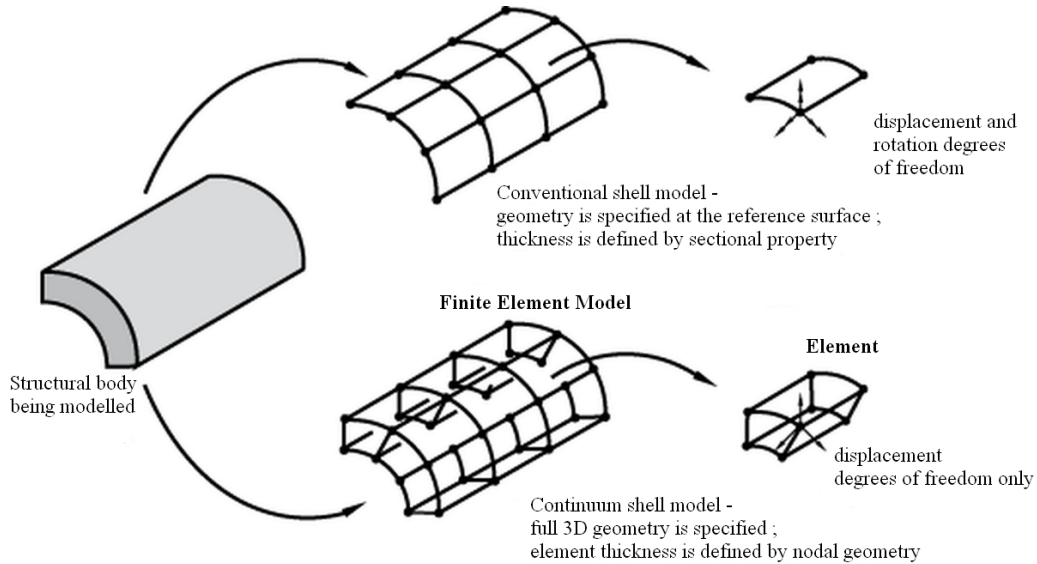 displacement and
rotation degrees
of freedom
Conventional shell model -
geometry is specified at the reference surface ;
thickness is defined by sectional property
Finite Element Model
Element
Structural body
being modelled
displacement
degrees of freedom only
Continuum shell model -
full 3D geometry is specified ;
element thickness is defined by nodal geometry